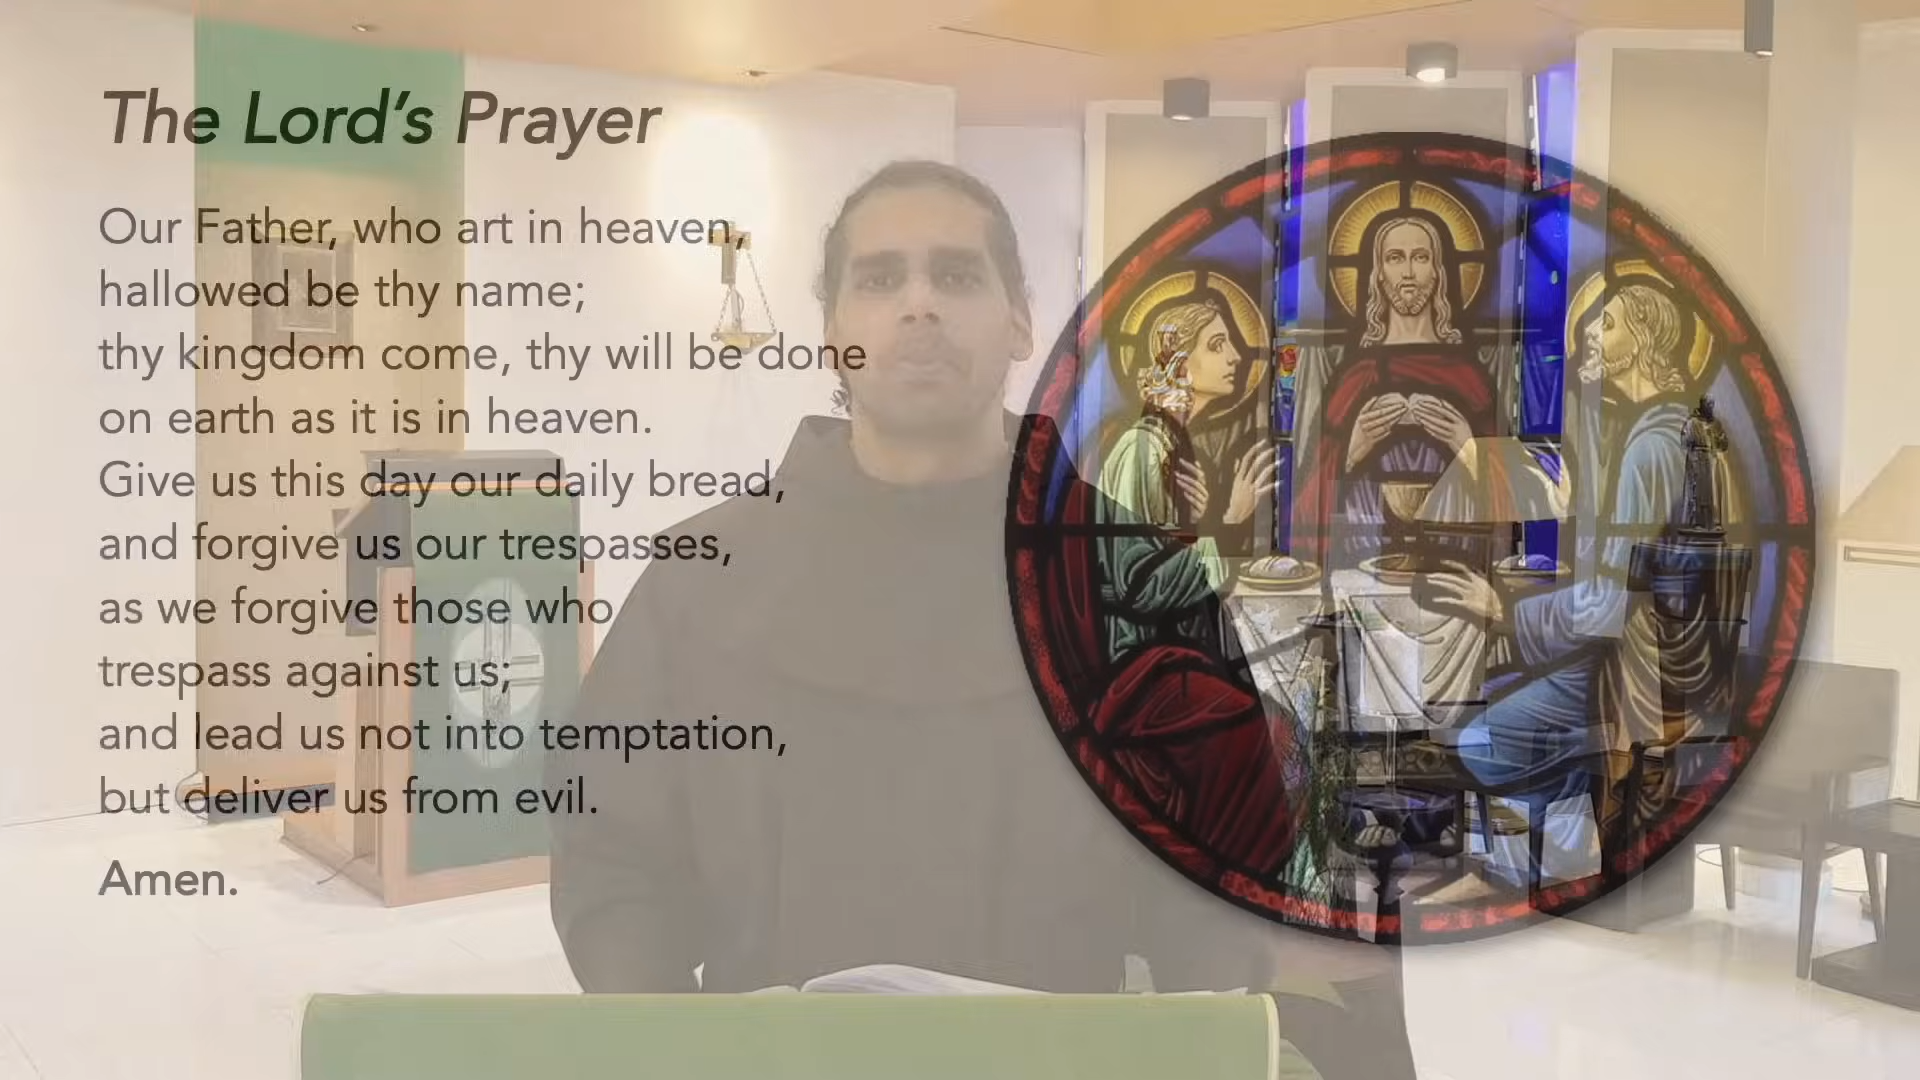 The Lord's Prayer
Our Father, who art in heaven,
hallowed be thy name;
thy kingdom come, thy will be done
on earth as it is in heaven.
Give us this day our daily bread,
and forgive us our trespasses,
as we forgive those who
trespass against us;
and lead us not into temptation,
but deliver us from evil.
Amen.